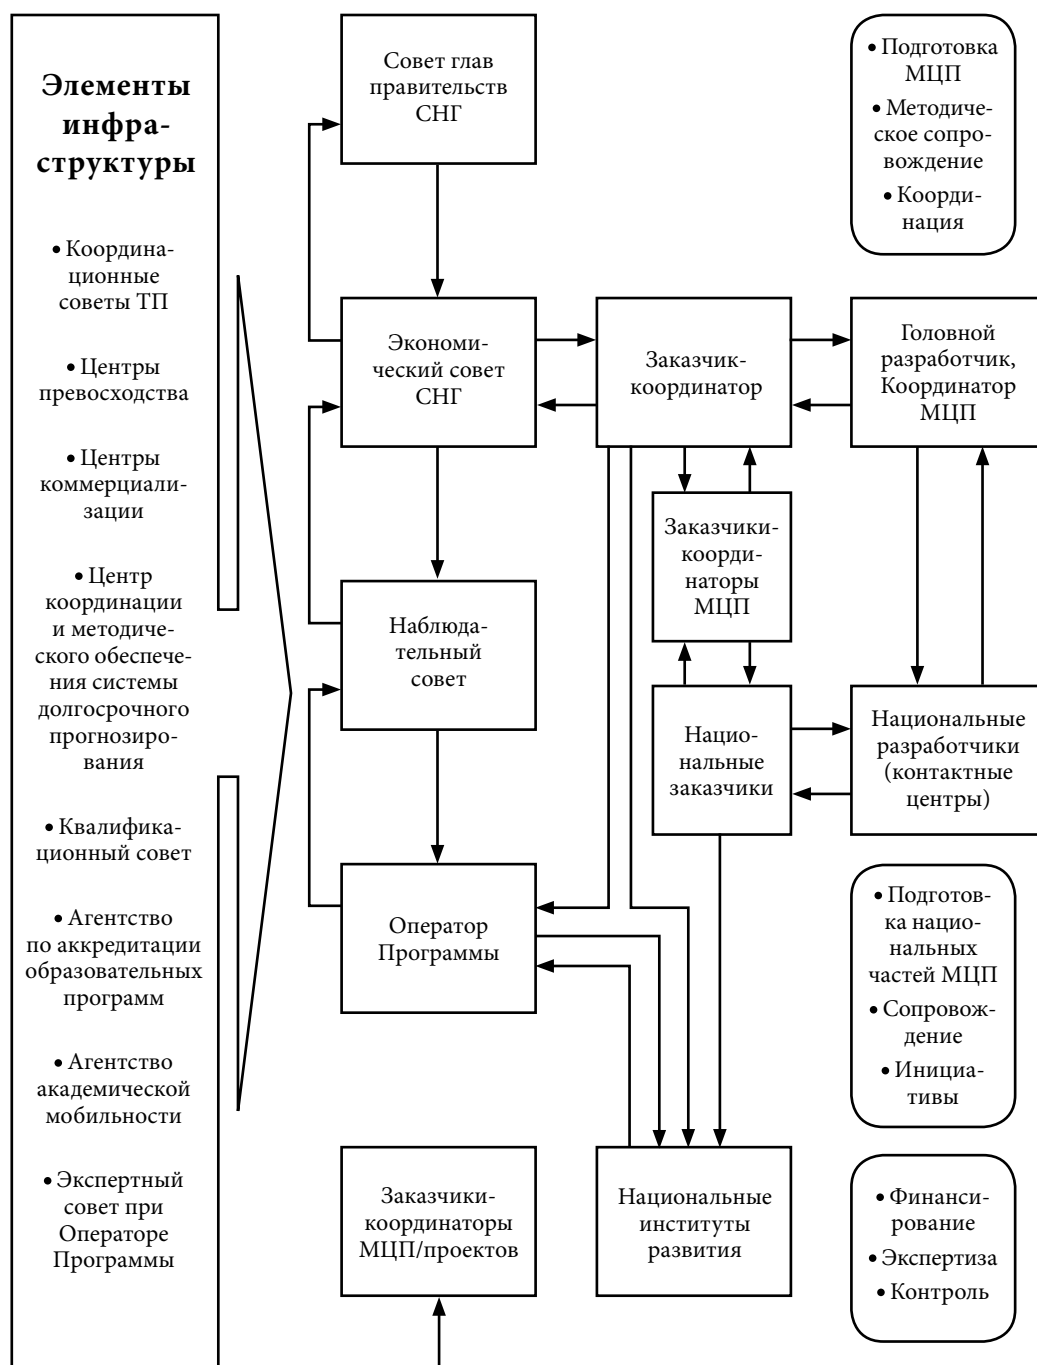 Элементы
инфра-
структуры
• Координа-
ционные
советы ТП
• Центры
превосходства
• Центры
коммерциали-
зации
• Центр
координации
и методиче-
ского обеспече-
ния системы
долгосрочного
прогнозиро-
вания
• Квалифика-
ционный совет
• Агентство
по аккредитации
образовательных
программ
• Агентство
академической
мобильности
• Экспертный
совет при
Операторе
Программы
Совет глав
правительств
СНГ
Экономи-
ческий совет
СНГ
Наблюда-
тельный
совет
Оператор
Программы
Заказчики-
координаторы
МЦП/проектов
Заказчик-
координатор
Заказчики-
коорди-
наторы
МЦП
Нацио-
нальные
заказчики
Национальные
институты
развития
• Подготовка
МЦП
• Методиче-
ское сопро-
вождение
• Коорди-
нация
Головной
разработчик,
Координатор
МЦП
Национальные
разработчики
(контактные
центры)
• Подготов-
ка нацио-
нальных
частей МЦП
• Сопровож-
дение
• Инициа-
тивы
• Финанси-
рование
• Экспертиза
• Контроль